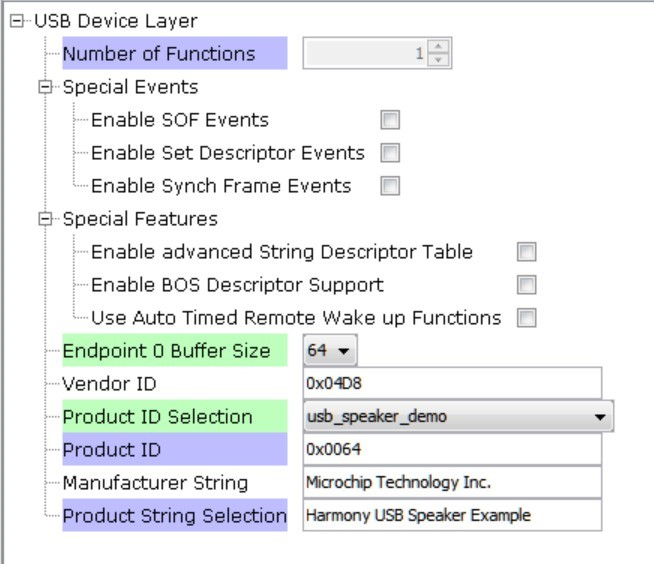 USB Device Layer
Number of Functions 1
Special Events
Enable SOF Events
Enable Set Descriptor Events
Enable Synch Frame Events
Special Features
Enable advanced String Descriptor Table
Enable BOS Descriptor Support
Use Auto Timed Remote Wake up Functions
Endpoint 0 Buffer Size 64
Vendor ID 0x04D8
Product ID Selection usb_speaker_demo
Product ID 0x0064
Manufacturer String Microchip Technology Inc.
Product String Selection Harmony USB Speaker Example